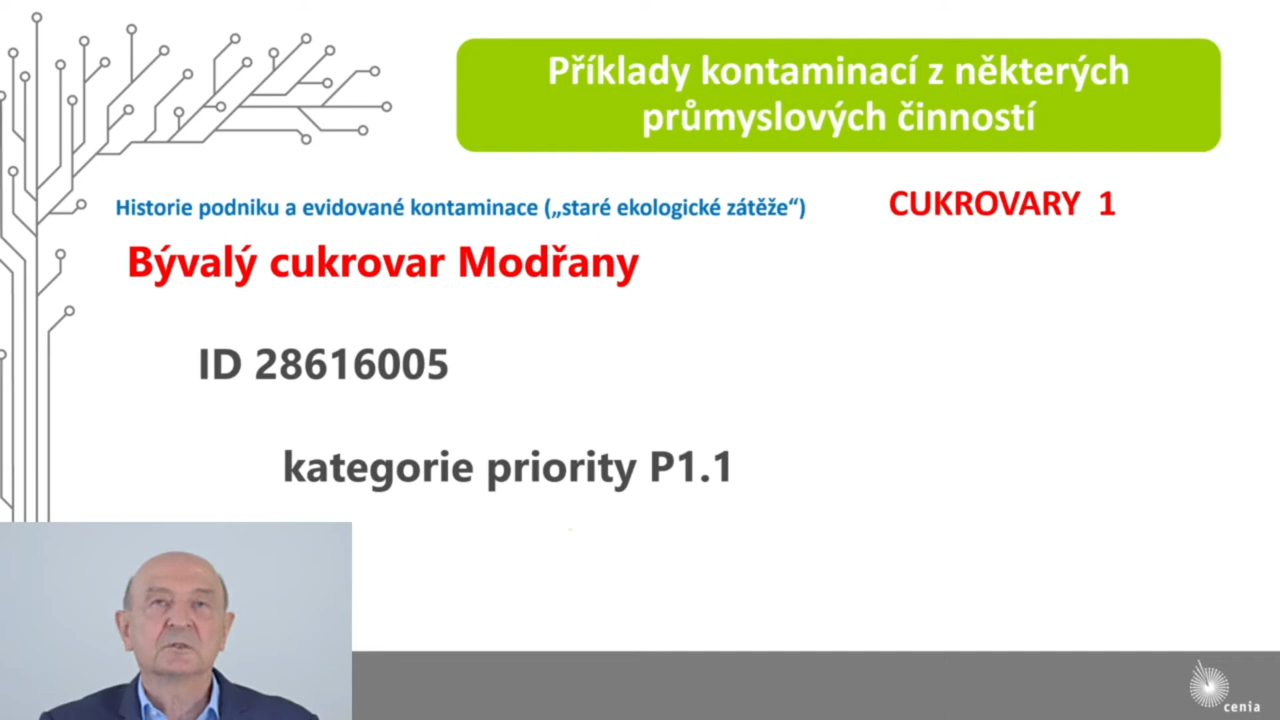 Příklady kontaminací z některých
průmyslových činností
Historie podniku a evidované kontaminace („staré ekologické zátěže“)
CUKROVARY 1
Bývalý cukrovar Modřany
ID 28616005
kategorie priority P1.1
cenia